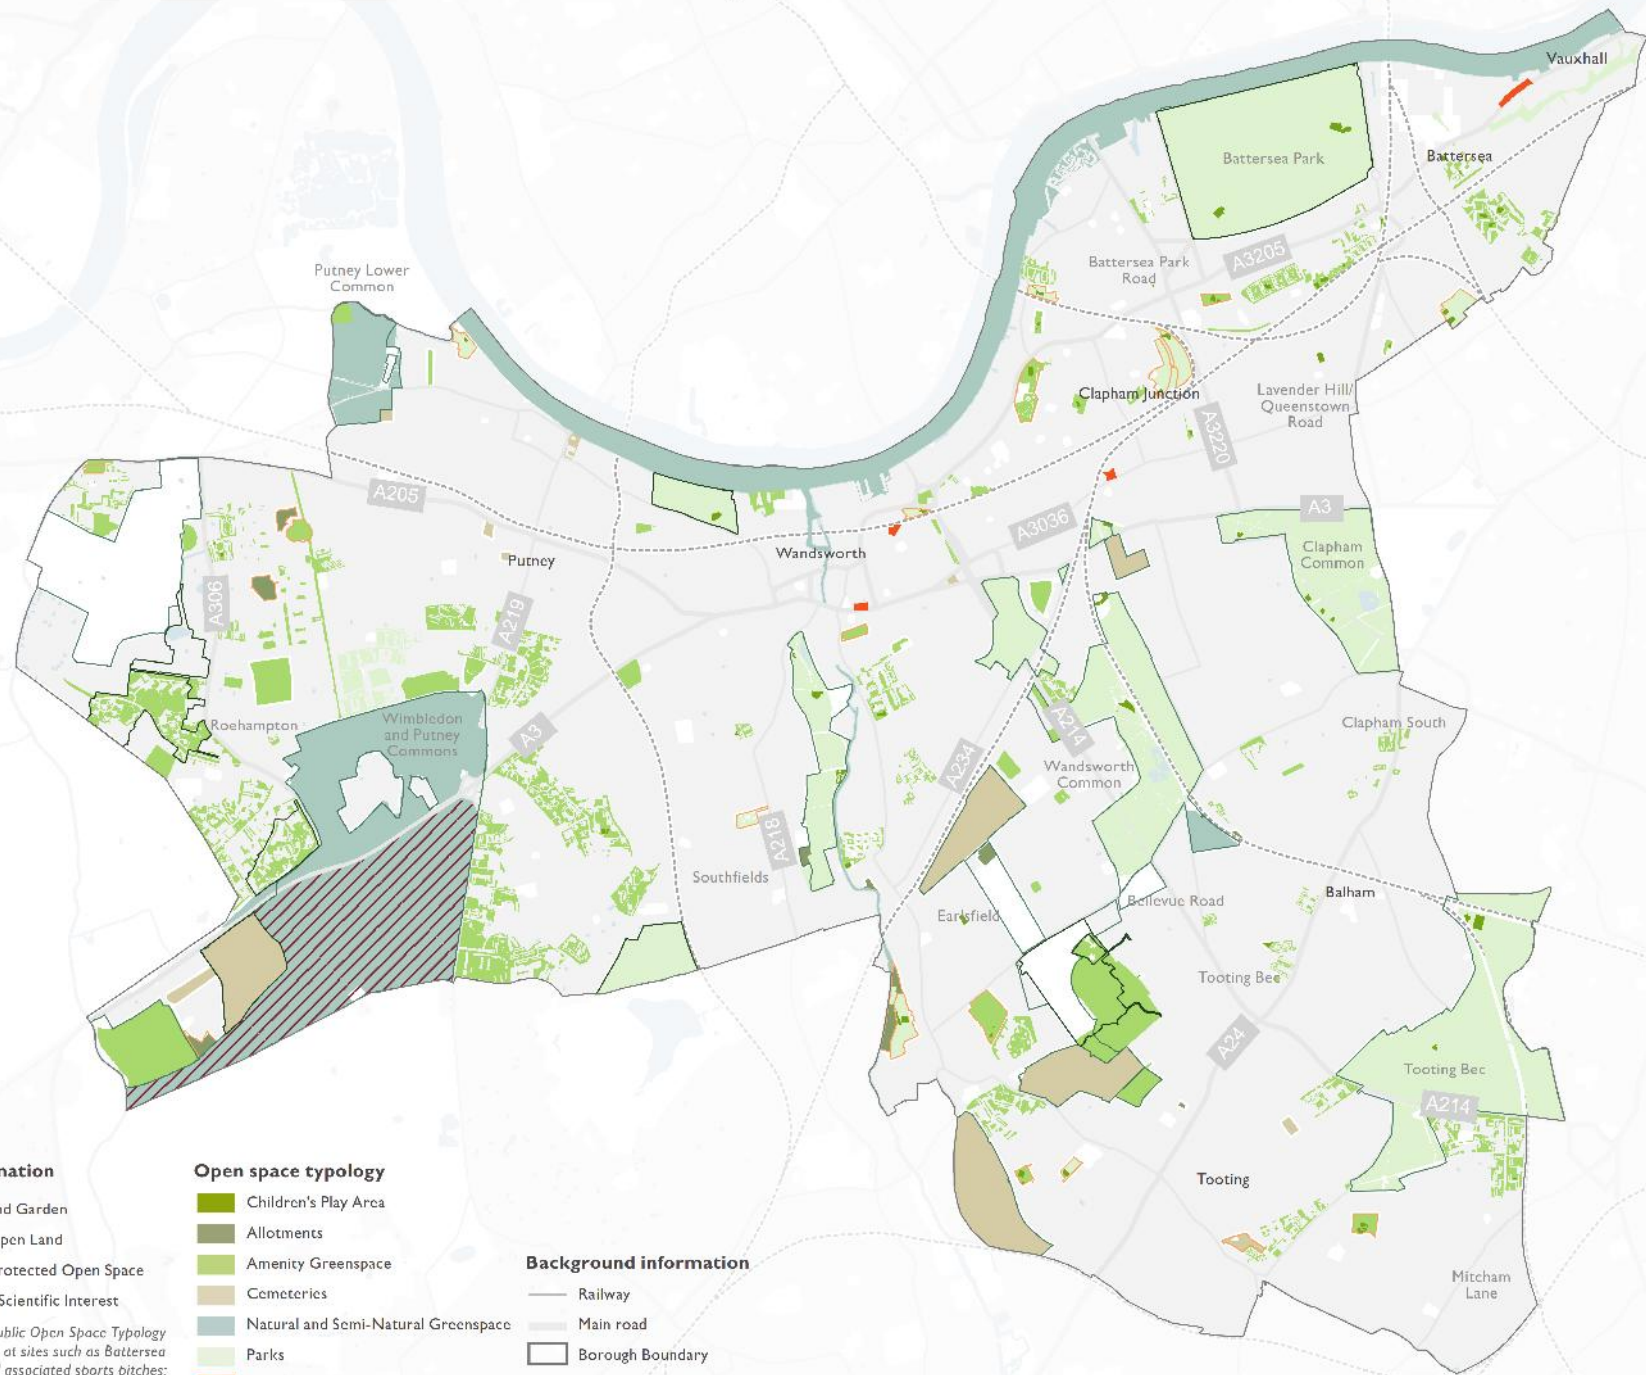 Vauxhall
Battersea Park
Battersea
Putney Lower
Common
Battersea Park
Road
A3205
Clapham Junction
Lavender Hill/
Queenstown
Road
A3220
A205
A3036
A3
Wandsworth
Putney
Clapham
Common
A306
A219
Roehampton
Wimbledon
and Putney
Commons
A3
A214
Clapham South
A234
Wandsworth
Common
A218
Southfields
Balham
Bellevue Road
Earlsfield
Tooting Bec
A24
Tooting Bec
A214
Tooting
Mitcham
Lane
nation
nd Garden
pen Land
rotected Open Space
Scientific Interest
ublic Open Space Typology
at sites such as Battersea
associated sports pitches;
Open space typology
Children's Play Area
Allotments
Amenity Greenspace
Cemeteries
Natural and Semi-Natural Greenspace
Parks
Background information
Railway
Main road
Borough Boundary